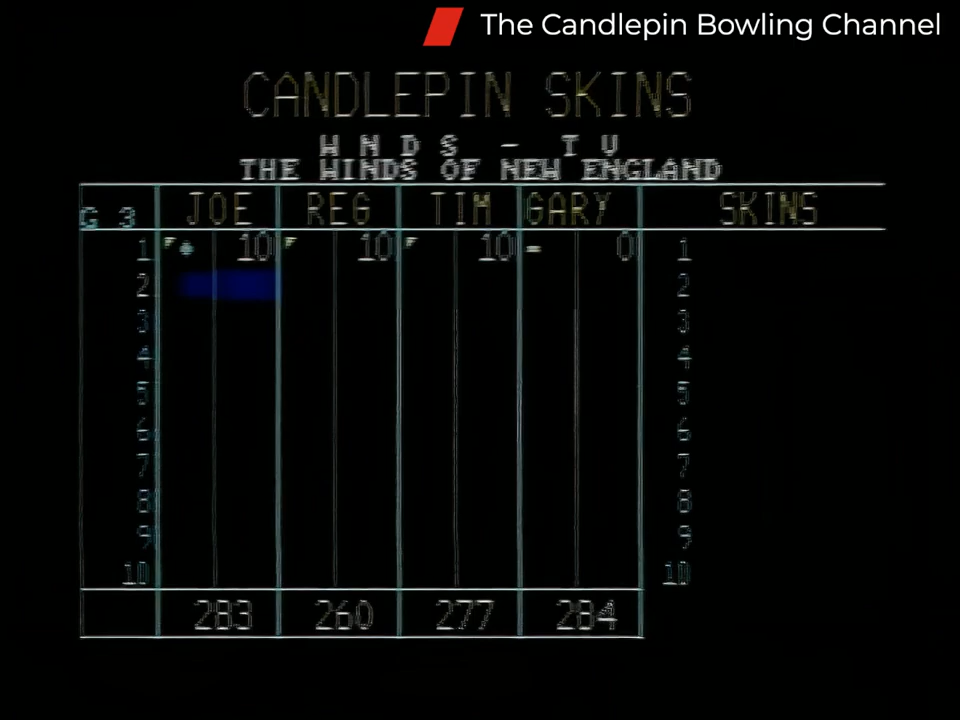 The Candlepin Bowling Channel
CANDLEPIN SKINS
W N D S - T V
THE WINDS OF NEW ENGLAND
G 3 JOE REG TIM GARY SKINS
1 10 10 10 - 0 1
2 2
3 3
4 4
5 5
6 6
7 7
8 8
9 9
10 10
283 260 277 284